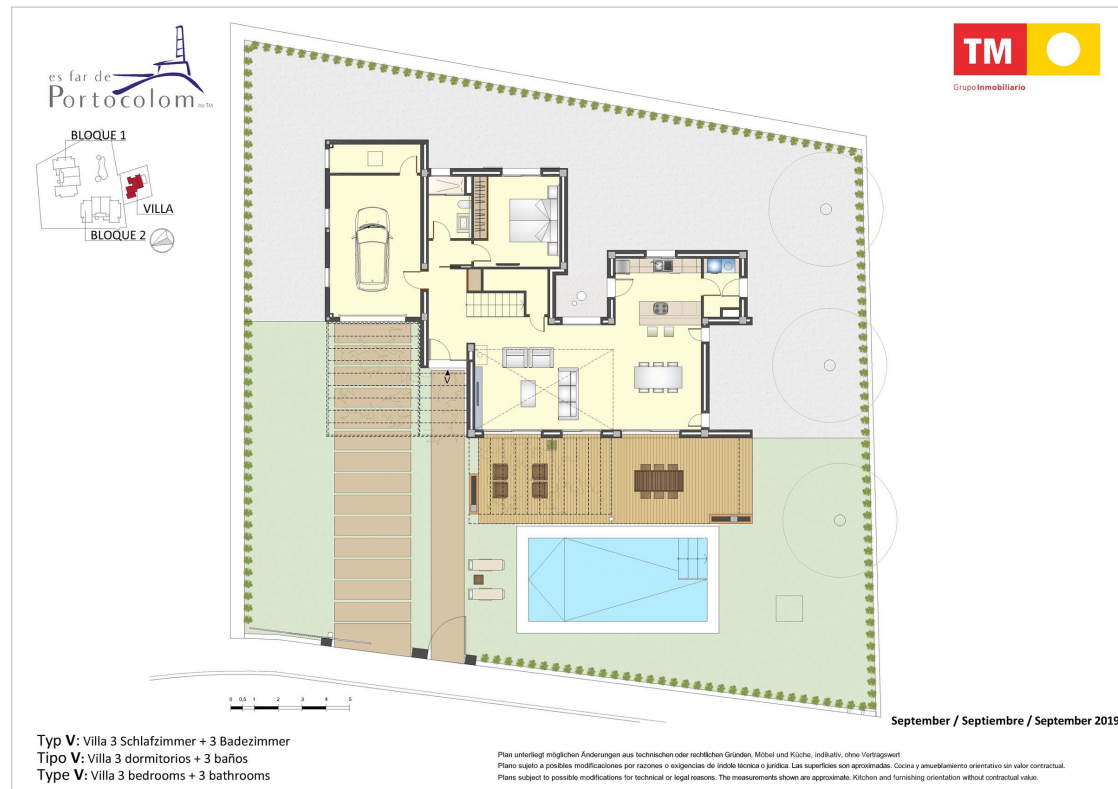 es far de
Portocolom
by TM
BLOQUE 1
VILLA
BLOQUE 2
TM
GrupoInmobiliario
V
0 0,5 1 2 3 4 5
September / Septiembre / September 2019
Typ V: Villa 3 Schlafzimmer + 3 Badezimmer
Tipo V: Villa 3 dormitorios + 3 baños
Type V: Villa 3 bedrooms + 3 bathrooms
Plan unterliegt möglichen Änderungen aus technischen oder rechtlichen Gründen. Möbel und Küche, indikativ, ohne Vertragswert
Plano sujeto a posibles modificaciones por razones o exigencias de índole técnica o jurídica. Las superficies son aproximadas. Cocina y amueblamiento orientativo sin valor contractual.
Plans subject to possible modifications for technical or legal reasons. The measurements shown are approximate. Kitchen and furnishing orientation without contractual value.